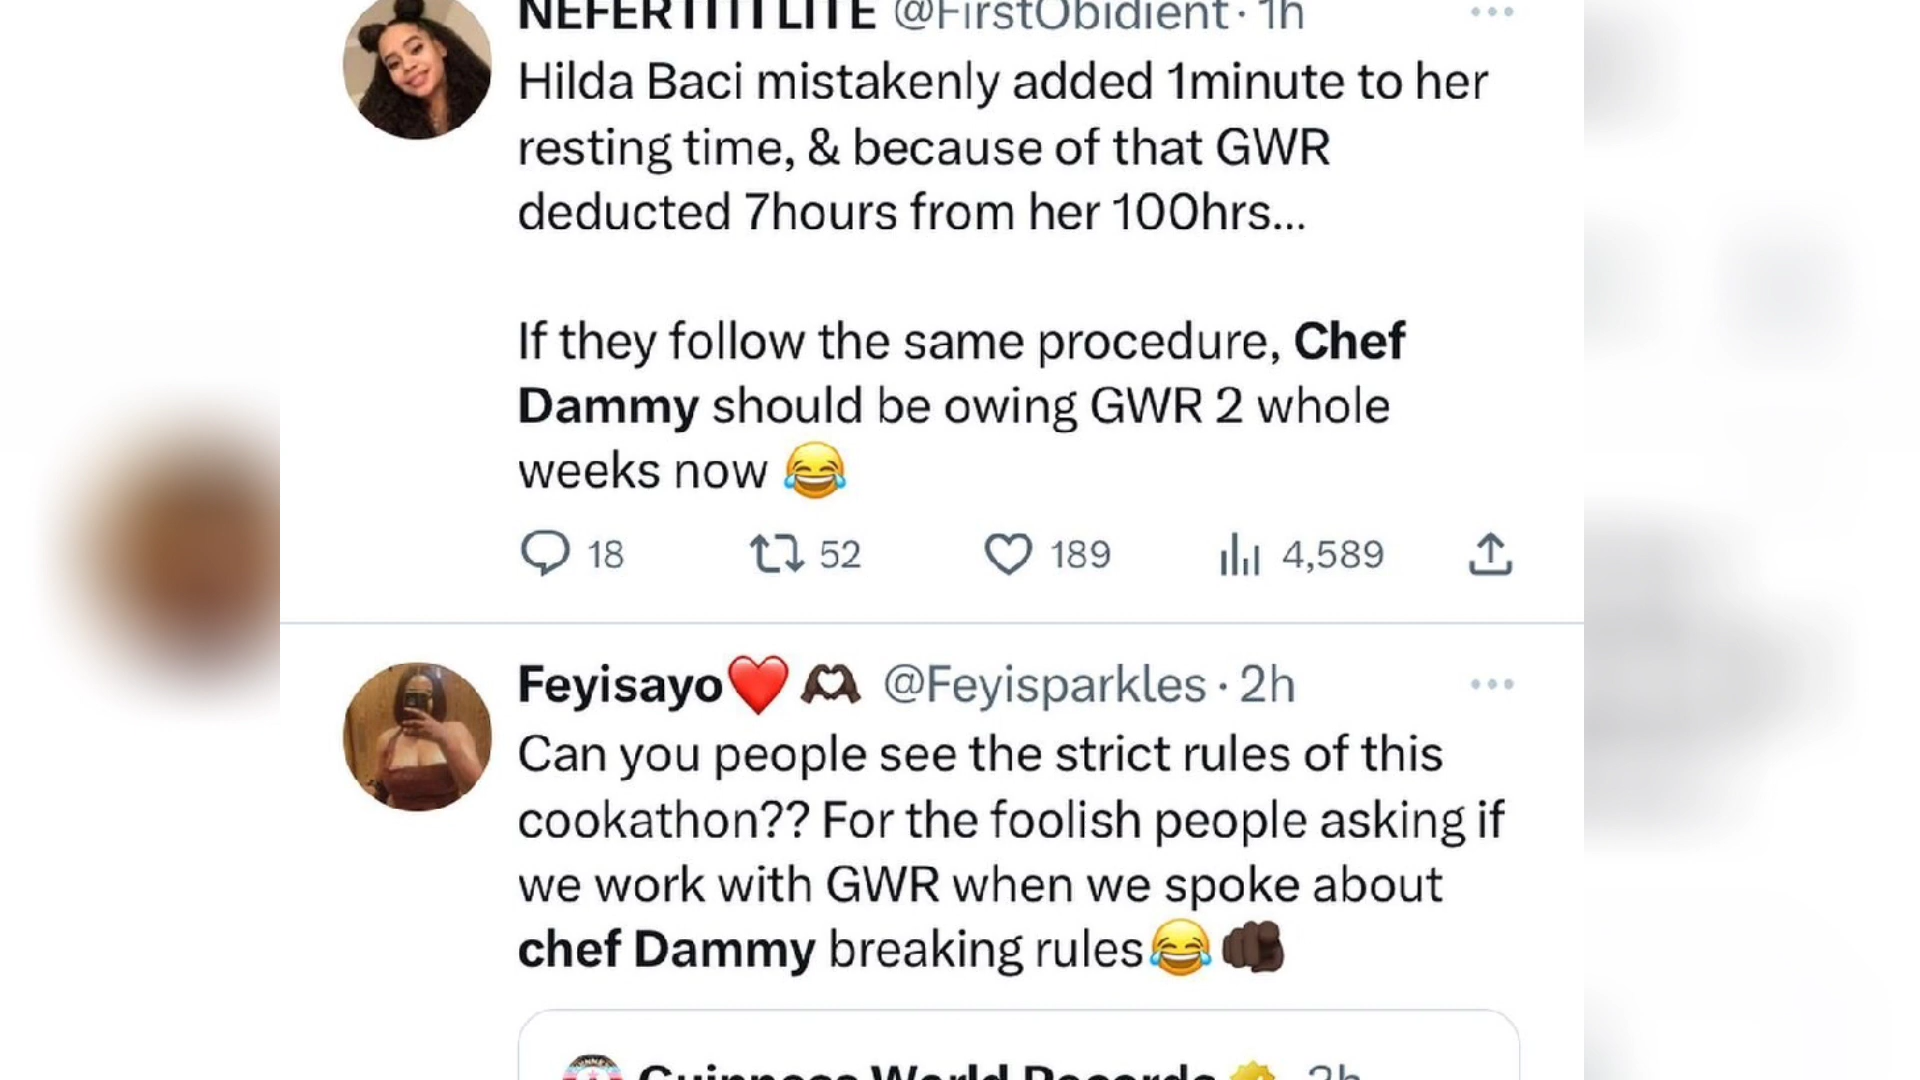 NEFERTITI LITE @FirstObidient · 1h
Hilda Baci mistakenly added 1minute to her
resting time, & because of that GWR
deducted 7hours from her 100hrs...
If they follow the same procedure, Chef
Dammy should be owing GWR 2 whole
weeks now 😂
18 52 189 4,589
Feyisayo❤️🫶🏿 @Feyisparkles · 2h
Can you people see the strict rules of this
cookathon?? For the foolish people asking if
we work with GWR when we spoke about
chef Dammy breaking rules😂🫵🏿
Guinness World Records